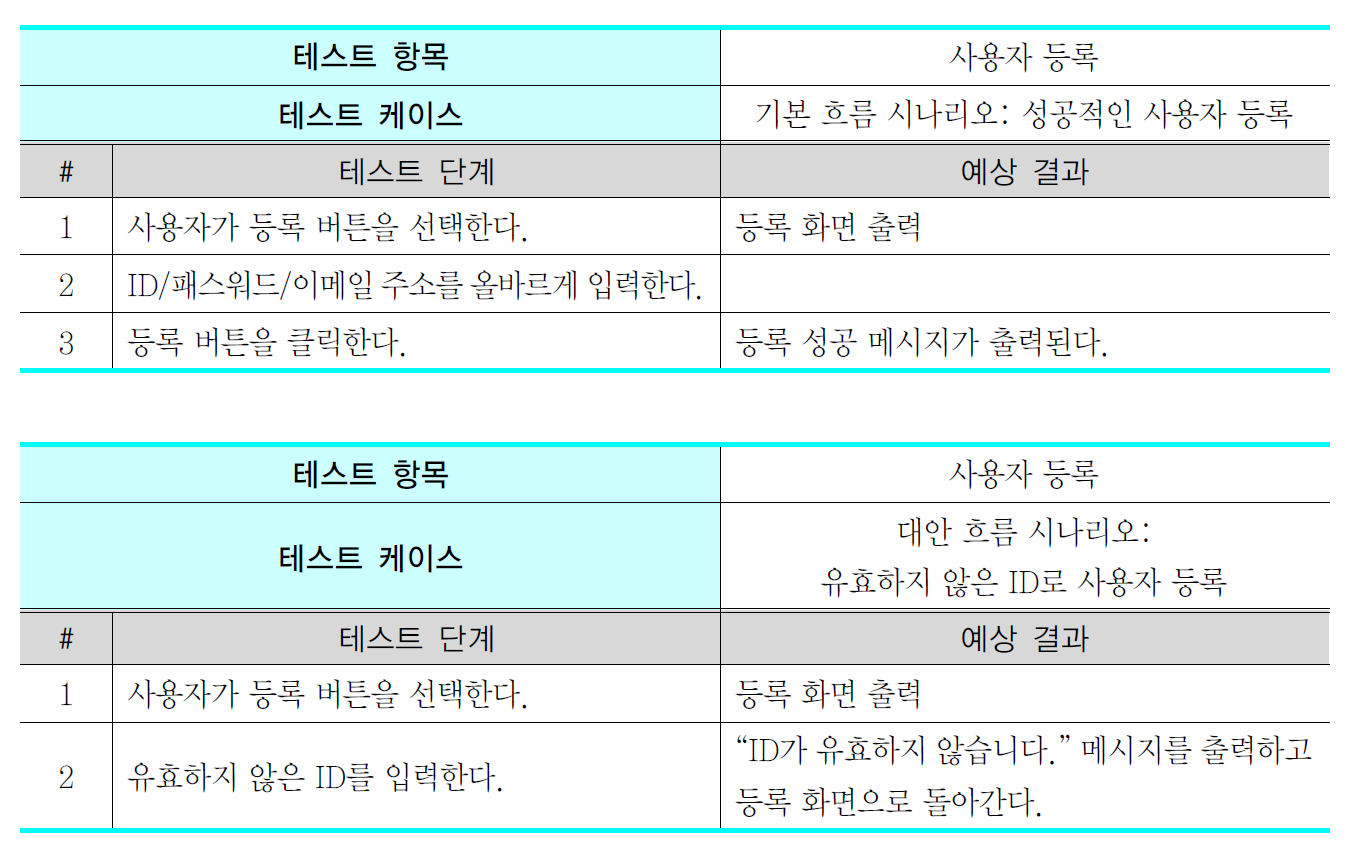 테스트 항목 사용자 등록
테스트 케이스 기본 흐름 시나리오: 성공적인 사용자 등록
# 테스트 단계 예상 결과
1 사용자가 등록 버튼을 선택한다. 등록 화면 출력
2 ID/패스워드/이메일 주소를 올바르게 입력한다.
3 등록 버튼을 클릭한다. 등록 성공 메시지가 출력된다.
테스트 항목 사용자 등록
테스트 케이스 대안 흐름 시나리오:
유효하지 않은 ID로 사용자 등록
# 테스트 단계 예상 결과
1 사용자가 등록 버튼을 선택한다. 등록 화면 출력
2 유효하지 않은 ID를 입력한다. “ID가 유효하지 않습니다.” 메시지를 출력하고
등록 화면으로 돌아간다.